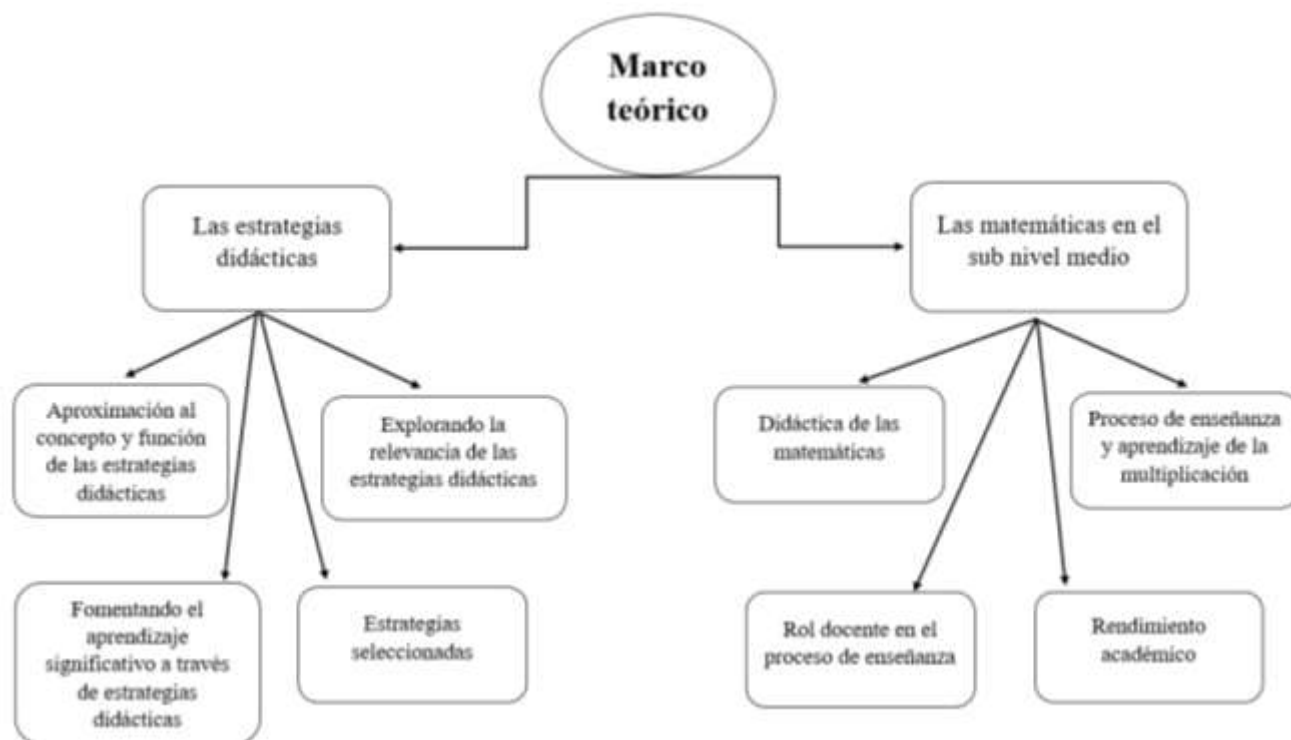 Marco
teórico
Las estrategias
didácticas
Las matemáticas en el
sub nivel medio
Aproximación al
concepto y función
de las estrategias
didácticas
Explorando la
relevancia de las
estrategias didácticas
Didáctica de las
matemáticas
Proceso de enseñanza
y aprendizaje de la
multiplicación
Fomentando el
aprendizaje
significativo a través
de estrategias
didácticas
Estrategias
seleccionadas
Rol docente en el
proceso de enseñanza
Rendimiento
académico